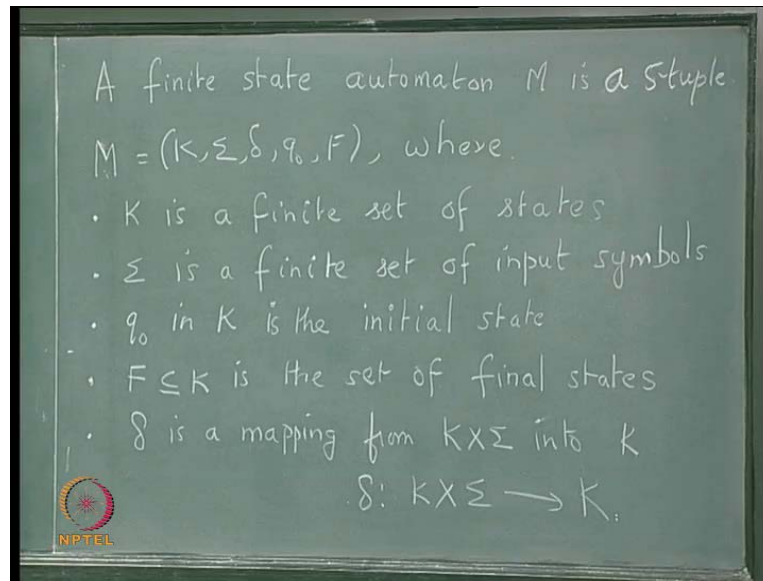 A finite state automaton M is a 5-tuple
M = (K, Σ, δ, q₀, F), where
• K is a finite set of states
• Σ is a finite set of input symbols
• q₀ in K is the initial state
• F ⊆ K is the set of final states
• δ is a mapping from K×Σ into K
δ: K×Σ → K.
NPTEL